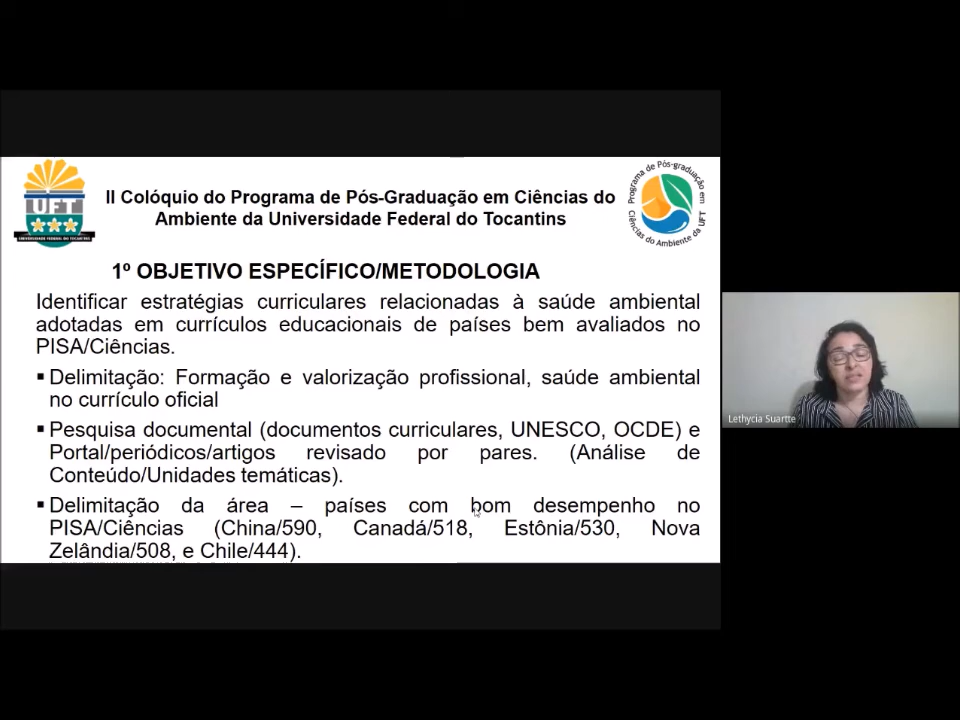 II Colóquio do Programa de Pós-Graduação em Ciências do
Ambiente da Universidade Federal do Tocantins
UFT
UNIVERSIDADE FEDERAL DO TOCANTINS
Programa de Pós-graduação em
Ciências do Ambiente da UFT
1º OBJETIVO ESPECÍFICO/METODOLOGIA
Identificar estratégias curriculares relacionadas à saúde ambiental
adotadas em currículos educacionais de países bem avaliados no
PISA/Ciências.
▪ Delimitação: Formação e valorização profissional, saúde ambiental
no currículo oficial
▪ Pesquisa documental (documentos curriculares, UNESCO, OCDE) e
Portal/periódicos/artigos revisado por pares. (Análise de
Conteúdo/Unidades temáticas).
▪ Delimitação da área – países com bom desempenho no
PISA/Ciências (China/590, Canadá/518, Estônia/530, Nova
Zelândia/508, e Chile/444).
Lethycia Suartte